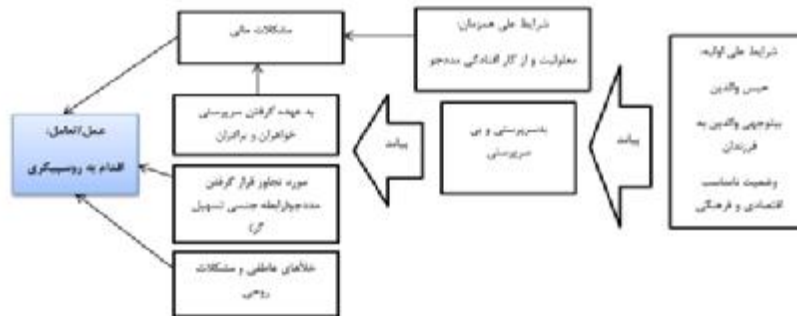 شرایط علی اولیه:
حبس والدین
بیتوجهی والدین به
فرزندان
وضعیت نامناسب
اقتصادی و فرهنگی
پیامد
شرایط علی همزمان:
معلولیت و از کار افتادگی مددجو
بدسرپرستی و بی
سرپرستی
پیامد
مشکلات مالی
به عهده گرفتن سرپرستی
خواهران و برادران
مورد تجاوز قرار گرفتن
مددجو(رابطه جنسی تسهیل
گر)
خلأهای عاطفی و مشکلات
روحی
عمل/تعامل:
اقدام به روسپیگری